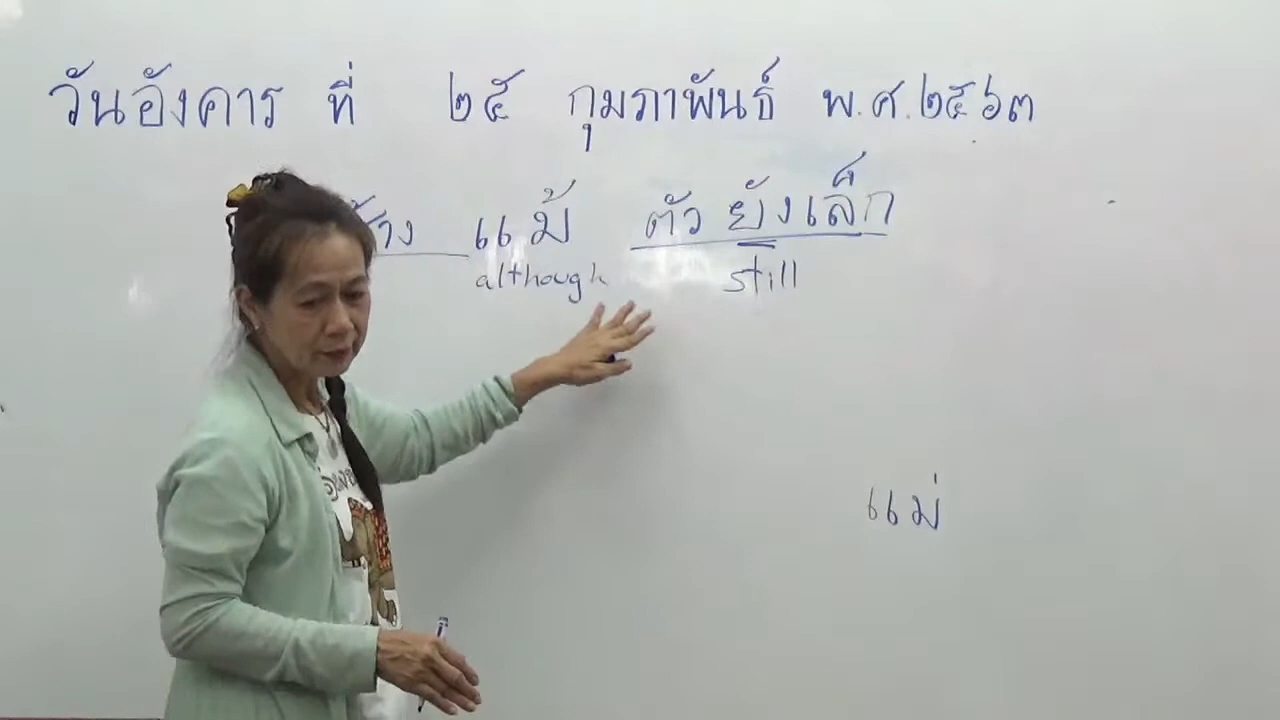 วันอังคาร ที่ ๒๕ กุมภาพันธ์ พ.ศ.๒๕๖๓
แม้ ตัว ยังเล็ก
although still
แม่